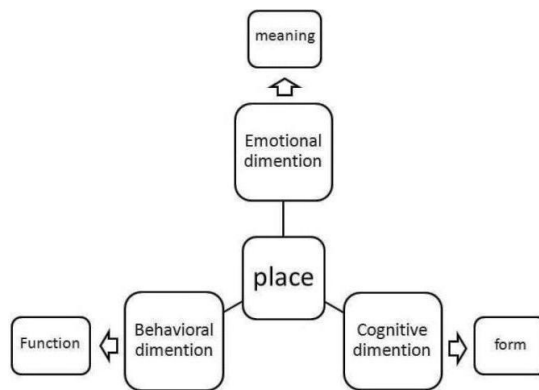 meaning
Emotional
dimention
place
Behavioral
dimention
Function
Cognitive
dimention
form